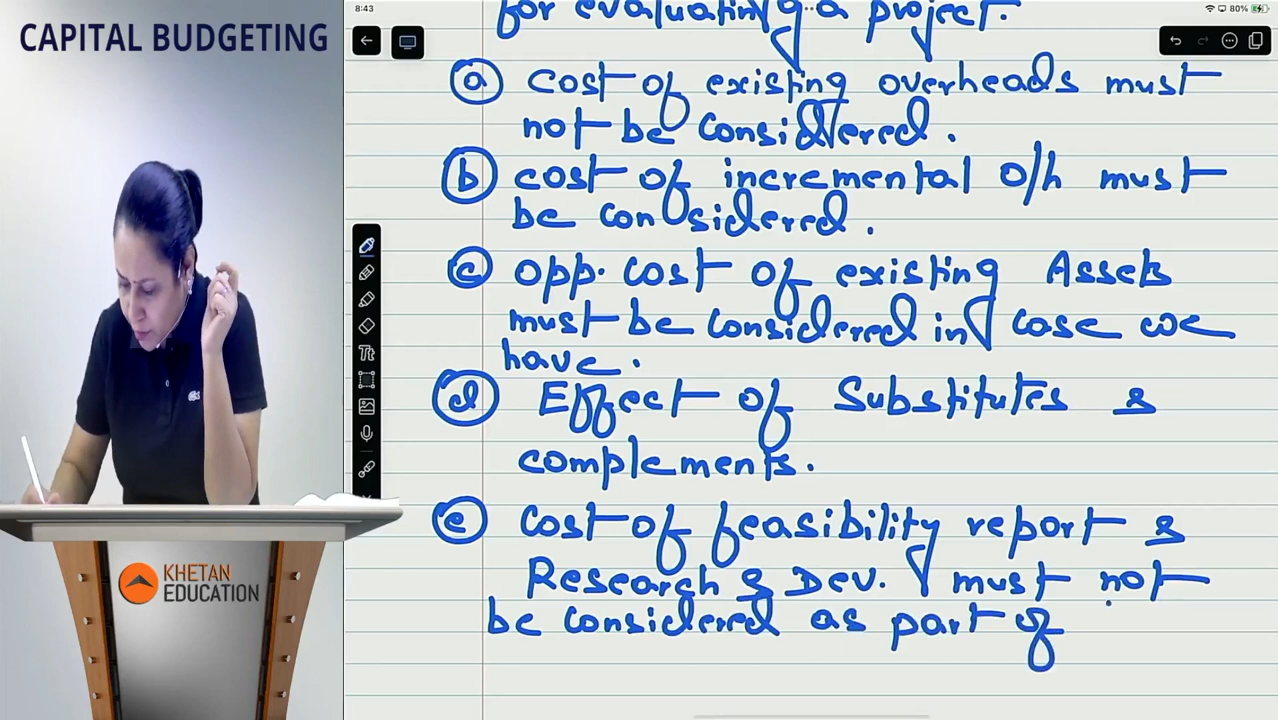 8:43
80%
CAPITAL BUDGETING
for evaluating a project.
(a) cost of existing overheads must
not be considered.
(b) cost of incremental o/h must
be considered.
(c) opp. cost of existing Assets
must be considered in case we
have.
(d) Effect of Substitutes &
complements.
(e) cost of feasibility report &
Research & Dev. must not
be considered as part of
Tt
KHETAN
EDUCATION